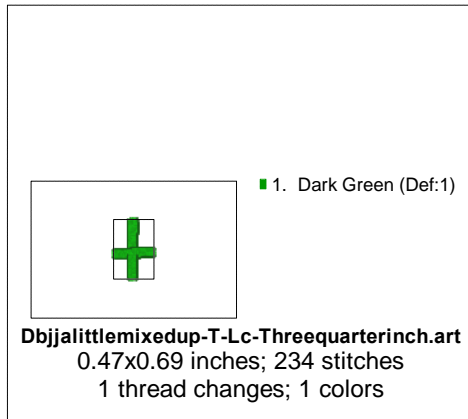 1. Dark Green (Def:1)
Dbjjalittlemixedup-T-Lc-Threequarterinch.art
0.47x0.69 inches; 234 stitches
1 thread changes; 1 colors